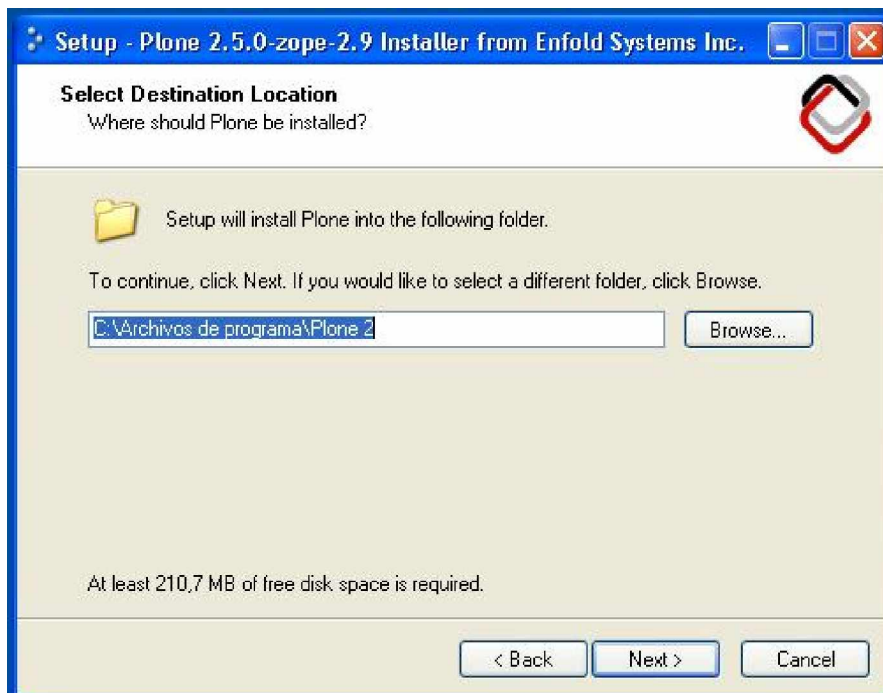 Setup - Plone 2.5.0-zope-2.9 Installer from Enfold Systems Inc.
Select Destination Location
Where should Plone be installed?
Setup will install Plone into the following folder.
To continue, click Next. If you would like to select a different folder, click Browse.
C:\Archivos de programa\Plone 2
Browse...
At least 210,7 MB of free disk space is required.
< Back Next > Cancel